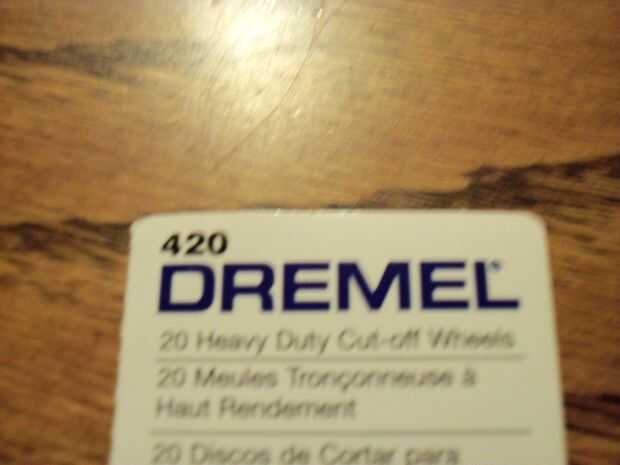 420
DREMEL®
20 Heavy Duty Cut-off Wheels
20 Meules Tronçonneuse à
Haut Rendement
20 Discos de Cortar para